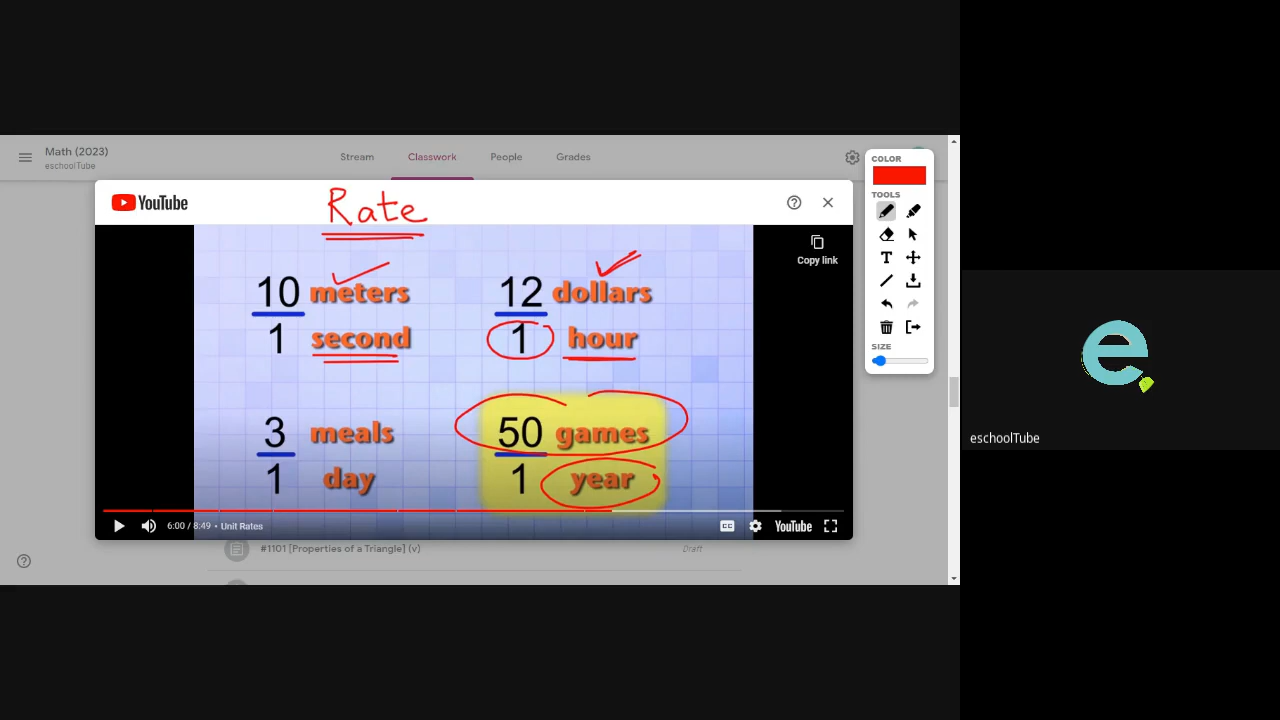 Math (2023)
eschoolTube
Stream
Classwork
People
Grades
COLOR
TOOLS
T
SIZE
YouTube
Rate
Copy link
10 meters
1 second
12 dollars
1 hour
3 meals
1 day
50 games
1 year
6:00 / 8:49 • Unit Rates
CC
YouTube
#1101 [Properties of a Triangle] (v)
Draft
e
eschoolTube